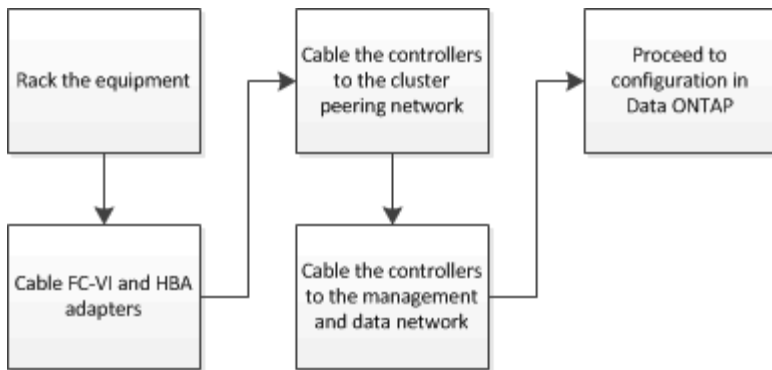 Rack the equipment
Cable FC-VI and HBA
adapters
Cable the controllers
to the cluster
peering network
Cable the controllers
to the management
and data network
Proceed to
configuration in
Data ONTAP